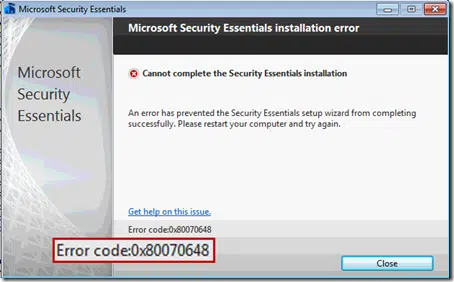 Microsoft Security Essentials
Microsoft Security Essentials installation error
Microsoft
Security
Essentials
Cannot complete the Security Essentials installation
An error has prevented the Security Essentials setup wizard from completing
successfully. Please restart your computer and try again.
Get help on this issue.
Error code:0x80070648
Error code:0x80070648
Close